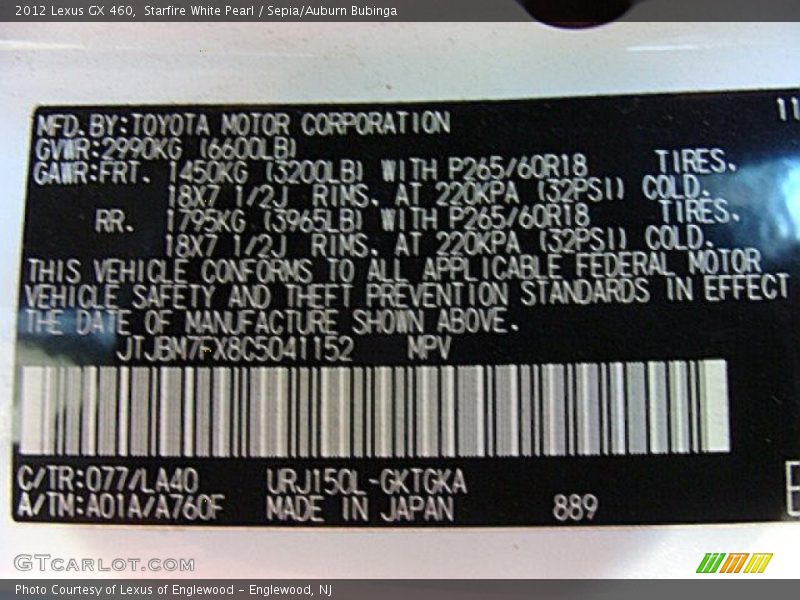 2012 Lexus GX 460, Starfire White Pearl / Sepia/Auburn Bubinga
11
MFD.BY:TOYOTA MOTOR CORPORATION
GVWR:2990KG (6600LB)
GAWR:FRT. 1450KG (3200LB) WITH P265/60R18 TIRES.
18X7 1/2J RIMS. AT 220KPA (32PSI) COLD.
RR. 1795KG (3965LB) WITH P265/60R18 TIRES.
18X7 1/2J RIMS. AT 220KPA (32PSI) COLD.
THIS VEHICLE CONFORMS TO ALL APPLICABLE FEDERAL MOTOR
VEHICLE SAFETY AND THEFT PREVENTION STANDARDS IN EFFECT
THE DATE OF MANUFACTURE SHOWN ABOVE.
JTJBM7FX8C5041152 MPV
C/TR:077/LA40 URJ150L-GKTGKA
A/TM:A01A/A760F MADE IN JAPAN 889
GTCARLOT.COM
Photo Courtesy of Lexus of Englewood - Englewood, NJ